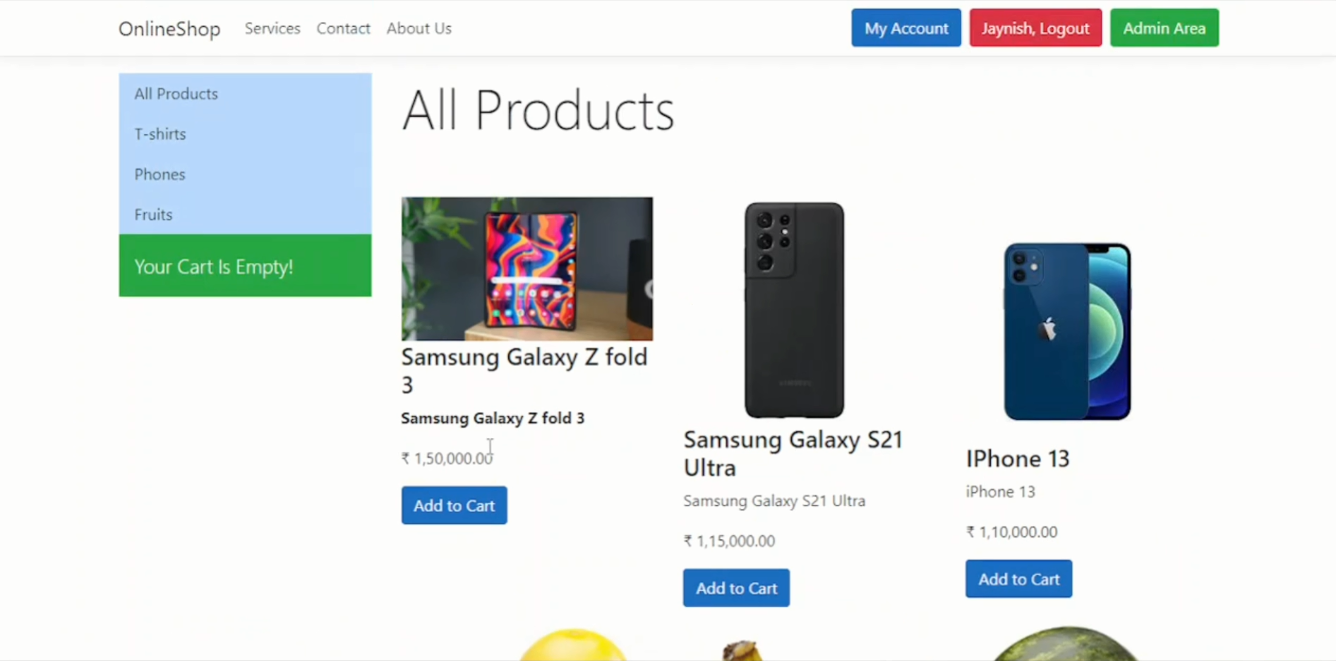 OnlineShop Services Contact About Us My Account Jaynish, Logout Admin Area
All Products
T-shirts
Phones
Fruits
Your Cart Is Empty!
All Products
Samsung Galaxy Z fold
3
Samsung Galaxy Z fold 3
₹ 1,50,000.00
Add to Cart
Samsung Galaxy S21
Ultra
Samsung Galaxy S21 Ultra
₹ 1,15,000.00
Add to Cart
IPhone 13
iPhone 13
₹ 1,10,000.00
Add to Cart